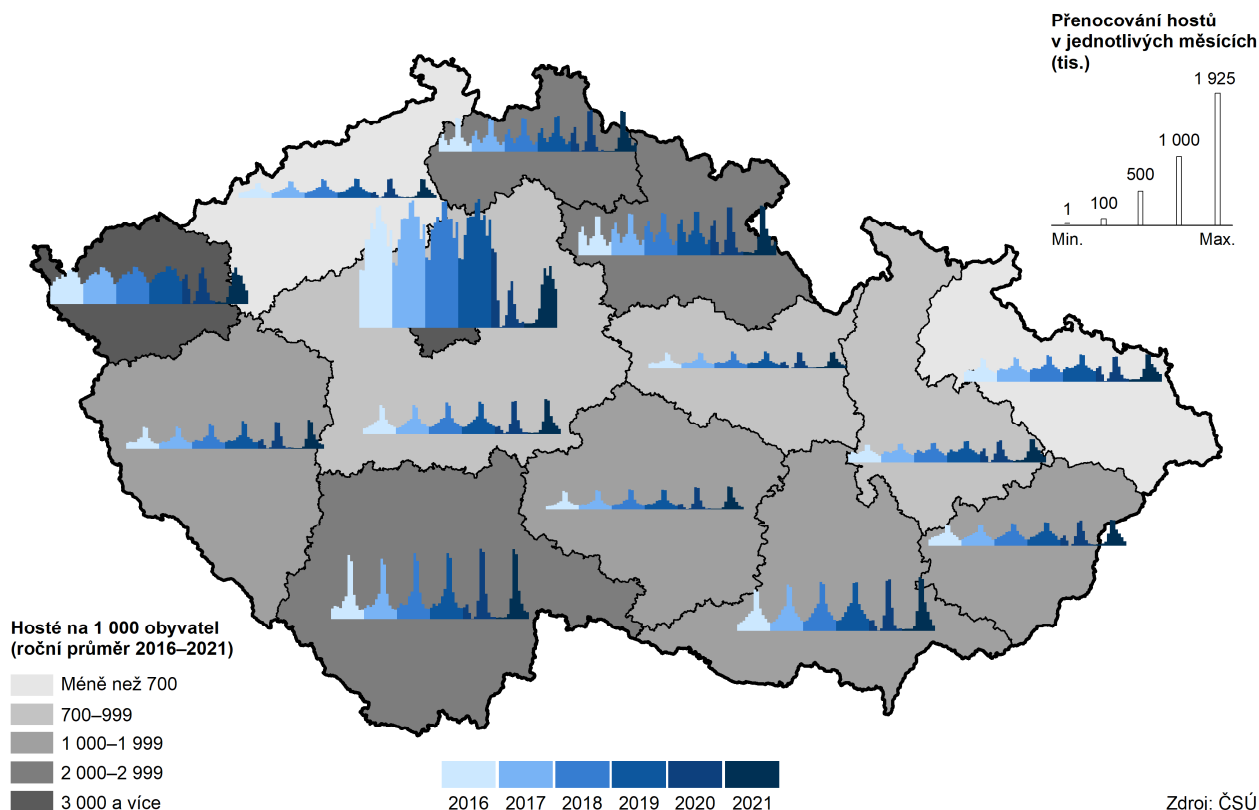 Přenocování hostů
v jednotlivých měsících
(tis.)
1 925
1 000
500
100
1
Min.
Max.
Hosté na 1 000 obyvatel
(roční průměr 2016–2021)
Méně než 700
700–999
1 000–1 999
2 000–2 999
3 000 a více
2016 2017 2018 2019 2020 2021
Zdroj: ČSÚ